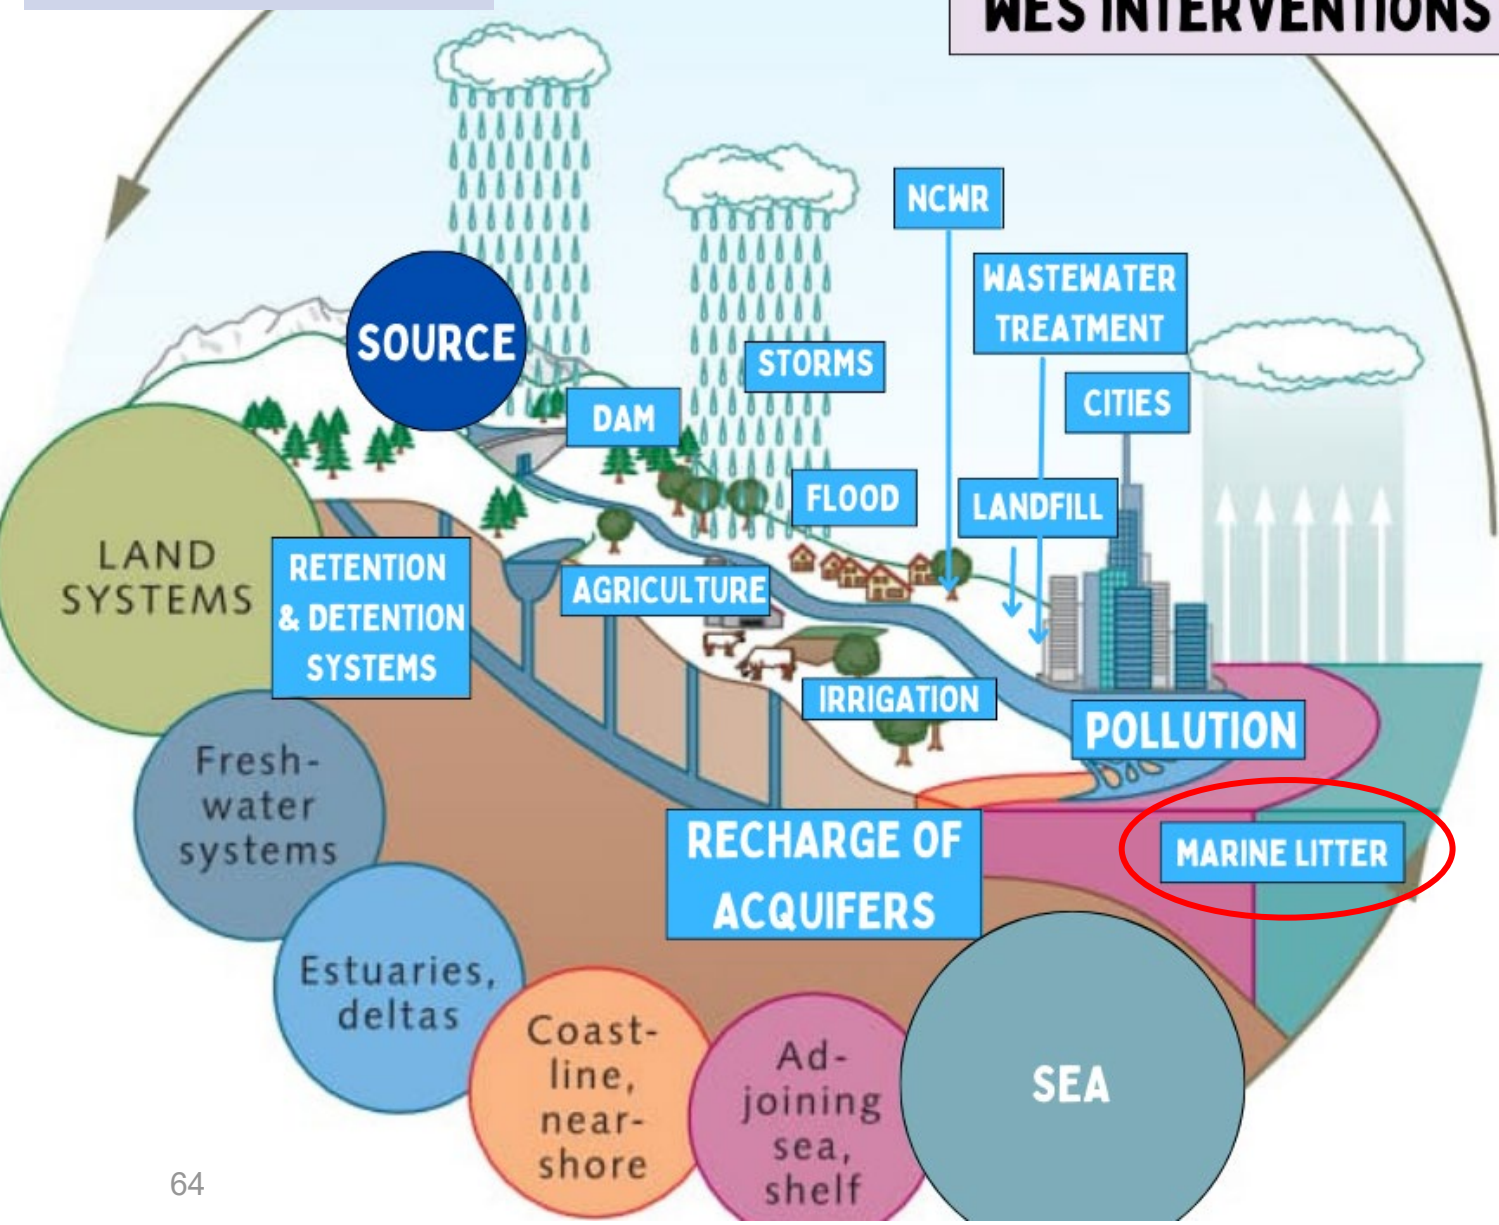 WES INTERVENTIONS
NCWR
WASTEWATER
TREATMENT
SOURCE
STORMS
CITIES
DAM
FLOOD
LANDFILL
LAND
SYSTEMS
RETENTION
& DETENTION
SYSTEMS
AGRICULTURE
IRRIGATION
POLLUTION
Fresh-
water
systems
RECHARGE OF
ACQUIFERS
MARINE LITTER
Estuaries,
deltas
Coast-
line,
near-
shore
Ad-
joining
sea,
shelf
SEA
64